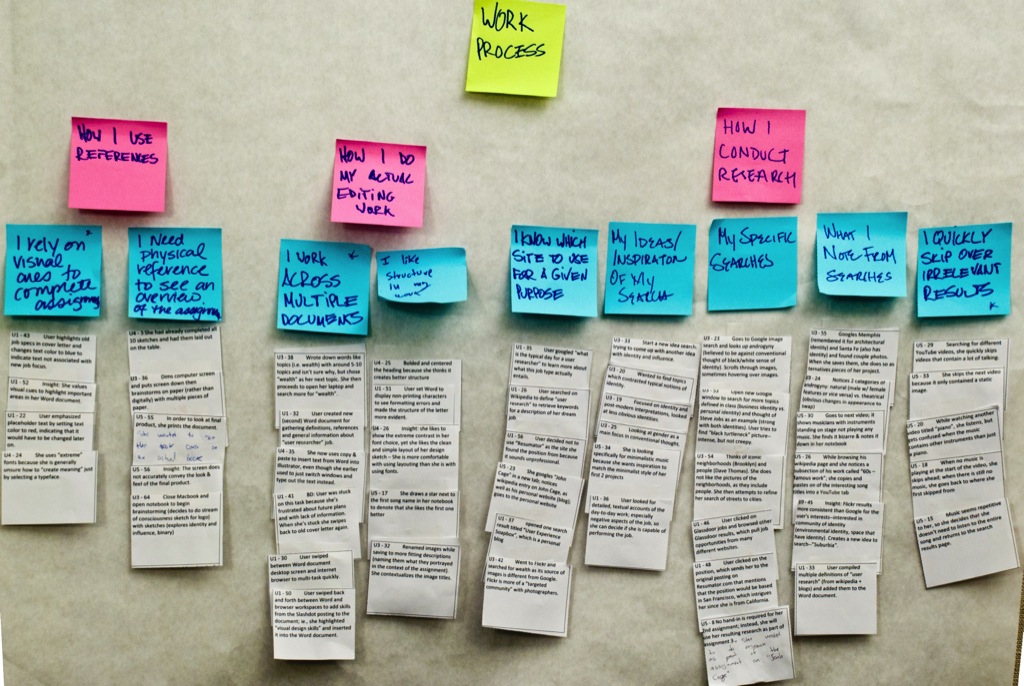 WORK
PROCESS
HOW I USE
REFERENCES
HOW I DO
MY ACTUAL
EDITING
WORK
HOW I
CONDUCT
RESEARCH
I rely on
visual
ones to
complete
I Need
physical
reference
to see an
overview
of the
I WORK
ACROSS
MULTIPLE
DOCUMENTS
I like
structure
in my
work
I KNOW WHICH
SITE TO USE
FOR A GIVEN
PURPOSE
MY IDEAS/
INSPIRATON
OF MY
SEARCH
MY SPECIFIC
SEARCHES
WHAT I
NOTE FROM
SEARCHES
I QUICKLY
SKIP OVER
IRRELEVANT
RESULTS
U1 - 43 User highlights old
job specs in cover letter and
changes text color to blue to
indicate text not associated with
new job focus.
U3 - 52 Insight: She values
visual cues to highlight important
areas in her Word document.
U1 - 22 User emphasized
placeholder text by setting text
color to red, indicating that it
would have to be changed later
on.
U4 - 24 She uses "extreme"
fonts because she is generally
unsure how to "create meaning" just
by selecting a typeface.
U4 - 3 She had already completed all
10 sketches and had them laid out
on the table.
U3 - 36 Dims computer screen
and puts screen down then
brainstorms on paper (rather than
digitally) with multiple pieces of
paper.
U5 - 55 In order to look at final
product, she prints the document.
U5 - 56 Insight: The screen does
not accurately convey the look &
feel of the final product.
U3 - 64 Close Macbook and
open notebook to begin
brainstorming (decides to do stream
of conciousness sketch for logo)
with sketches (explores identity and
influence, binary)
U3 - 38 Wrote down words like
topics (i.e. wealth) with around 5-10
topics and isn't sure why, but chose
"wealth" as her next topic. She then
proceeds to open laptop and
search more for "wealth".
U1 - 32 User created new
(second) Word document for
gathering definitions, references
and general information about
"user researcher" job.
U4 - 35 She now uses copy &
paste to insert text from Word into
illustrator, even though the earlier
used to just switch windows and
type it out.
U1 - 41 BD: User was stuck
on this task because she's
frustrated about future plans
and with lack of information.
When she's stuck she swipes
back to old cover letter again.
U1 - 30 User swiped
between Word document
desktop screen and internet
browser to multi-task quickly.
U1 - 50 User swiped back
and forth between Word and
browser workspaces to add skills
from the Slashdot posting to the
document; ie., she highlighted
"visual design skills" and inserted
it into the Word document.
U4 - 25 Bulded and centered
the heading because she thinks it
creates better structure
U1 - 51 User set Word to
display non-printing characters
to see formatting errors and
made the structure of the letter
more evident.
U4 - 26 Insight: she likes to
show the extreme contrast in her
font choice, yet she likes the clean
and simple layout of her design
sketch – She is more comfortable
with using layouting than she is with
using fonts.
U5 - 17 She draws a star next to
the first song name in her notebook
to denote that she likes the first one
better
U3 - 32 Renamed images while
saving to more fitting descriptions
(naming them what they portrayed
in the context of the assignment)
She contextualizes the image titles.
U1 - 35 User googled "what
is the typical day for a user
researcher" to learn more about
how this job type actually entails.
U1 - 26 User searched on
Wikipedia to define "user
research" to retrieve keywords
for a description of her dream
job.
U1 - 58 User decided not to
use "Resumator" as the site she
found the position from because
it sounds unprofessional.
U5 - 23 She googles "John
Cage" in a new tab, notices
wikipedia entry on John Cage, as
well as personal website (blog)
U1 - 37 opened one search
result titled "User Experience
Soapbox", which is a personal
blog
U3 - 42 Went to Flickr and
searched for wealth as its source of
images is different from Google.
Flickr is more of a "targeted
community" with photographers.
U3 - 33 Start a new idea
trying to come up with another idea
with identity and influence.
U3 - 20 Wanted to find topics
which contrasted typical notions of
identity.
U3 - 19 Focused on identity and
its modern interpretations, looking
at less obvious identities.
U3 - 25 Looking at gender as a
main focus in conventional thought.
U5 - 34 She is looking
specifically for minimalistic music
because she wants inspiration to
match the minimalist style of her
first 2 projects
U1 - 36 User looked for
detailed, textual accounts of the
day to-day work; especially
negative aspects of the job, so
she can decide if she is capable
of performing the job.
U3 - 23 Goes to Google Image
search and looks up androgyny
(believed to be against conventional
thought of black/white sense of
identity). Scrolls through images,
sometimes hovering over images.
Open new Google
window to search for more topics
defined in class (business identity vs.
personal identity) and thought of
Steve Jobs as an example (strong
with both identities). User tries to
find "black turtleneck" picture—
intense, but not creepy.
U3 - 54 Thinks of iconic
neighborhoods (Brooklyn) and
people (Dave Thomas). She does
not like the pictures of the
neighborhoods, as they include
people. She then attempts to refine
her search of streets to cities.
U1 - 46 User clicked on
Glassdoor jobs and browsed other
Glassdoor results, which pull job
opportunities from many
different websites.
U1 - 48 User clicked on the
position, which sends her to the
original posting on
Resumator.com that mentions
that the position would be based
in San Francisco, which intrigues
her since she is from California.
U5 - 8 No hand-in is required for
2nd assignment; instead, she will
use her resulting research as part of
assignment 3.
U3 - 55 Googles Memphis
(remembered it for architectural
identity) and Santa Fe (also has
identity) and found couple photos.
When she uses them, she does so
in two different categories
U3 - 24 Notices 2 categories of
androgyny: natural (male w/ female
features) vs theatrical
(obvious changes in appearance
to swap)
U5 - 30 Goes to next video; it
shows musicians with instruments
standing on stage not playing any
music. She finds it bizarre & notes it
down in her notebook
U5 - 26 While browsing his
wikipedia page and she notices a
subsection of his work called "60s –
famous work"; she copies and
pastes on of the interesting song
titles into a YouTube tab
U3 - 45 Insight: Flickr results
more consistent than Google for
the user's interests—interested in
community of identity
(environmental identity, space that
have identity). Creates a new idea
to search—"Suburbia".
U1 - 33 User compiled
multiple definitions of "user
research" (from wikipedia +
blogs) and added them to the
Word document.
U5 - 29 Searching for different
YouTube videos, she quickly skips
videos that contain a lot of talking.
U5 - 33 She skips the next video
because it only contained a static
image.
U5 - 20 While watching another
video titled "piano", she listens, but
gets confused when the music
contains other instruments than just
a piano.
U5 - 18 When no music is
playing at the start of the video, she
skips ahead; when there is still no
music, she goes back to where she
first skipped from
U5 - 15 Music seems repetitive
to her, so she decides that she
doesn't need to listen to the entire
song and returns to the search
results page.